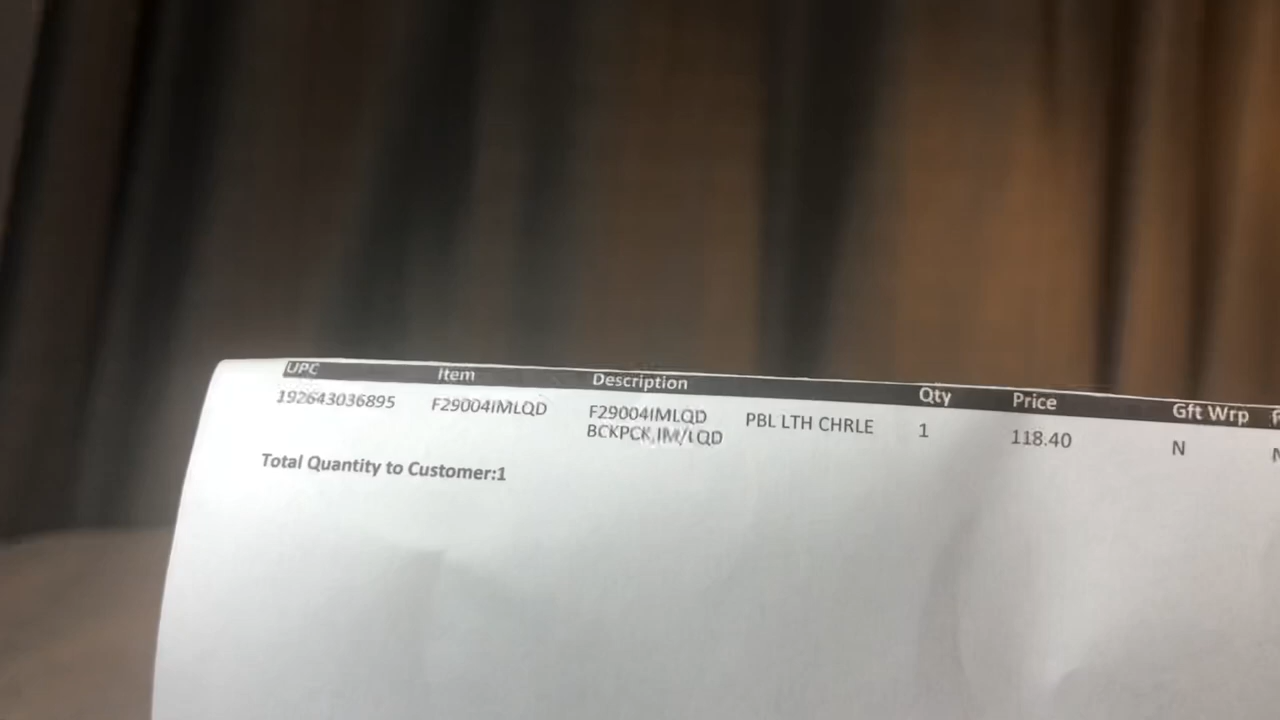 UPC Item Description Qty Price Gft Wrp
192643036895 F29004IMLQD F29004IMLQD PBL LTH CHRLE 1 118.40 N
BCKPCK IM/LQD
Total Quantity to Customer:1